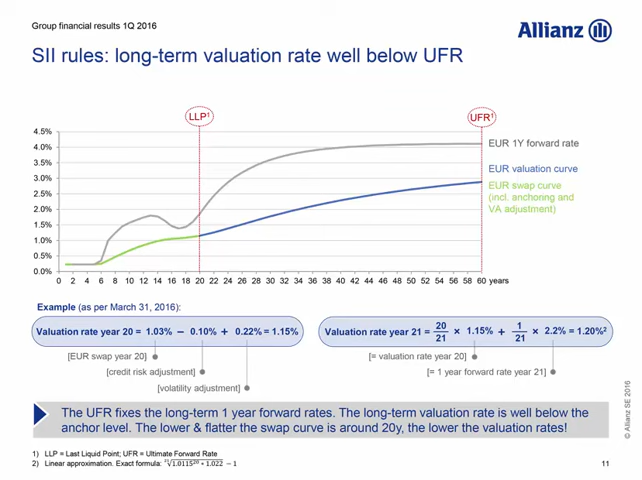 Group financial results 1Q 2016
Allianz
SII rules: long-term valuation rate well below UFR
LLP¹
UFR¹
4.5%
4.0%
3.5%
3.0%
2.5%
2.0%
1.5%
1.0%
0.5%
0.0%
EUR 1Y forward rate
EUR valuation curve
EUR swap curve
(incl. anchoring and
VA adjustment)
0 2 4 6 8 10 12 14 16 18 20 22 24 26 28 30 32 34 36 38 40 42 44 46 48 50 52 54 56 58 60 years
Example (as per March 31, 2016):
Valuation rate year 20 = 1.03% − 0.10% + 0.22% = 1.15%
[EUR swap year 20]
[credit risk adjustment]
[volatility adjustment]
Valuation rate year 21 = 20/21 × 1.15% + 1/21 × 2.2% = 1.20%²
[= valuation rate year 20]
[= 1 year forward rate year 21]
The UFR fixes the long-term 1 year forward rates. The long-term valuation rate is well below the
anchor level. The lower & flatter the swap curve is around 20y, the lower the valuation rates!
© Allianz SE 2016
1) LLP = Last Liquid Point; UFR = Ultimate Forward Rate
2) Linear approximation. Exact formula: ²¹√1.0115²⁰ * 1.022 − 1
11